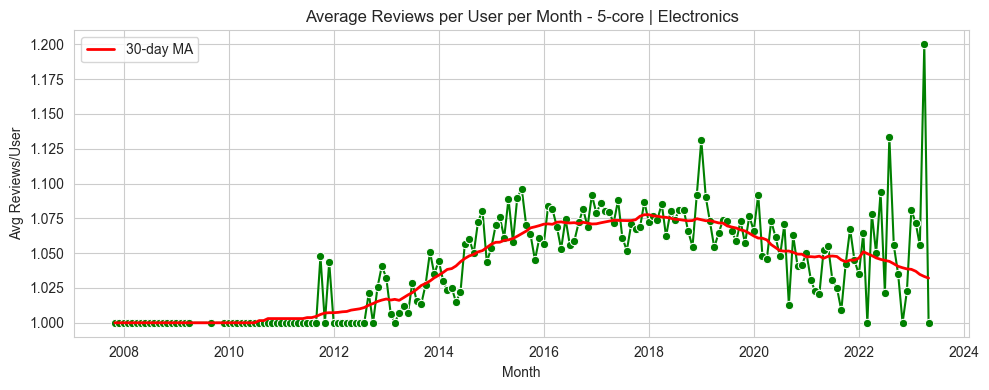 Average Reviews per User per Month - 5-core | Electronics
30-day MA
Avg Reviews/User
1.200
1.175
1.150
1.125
1.100
1.075
1.050
1.025
1.000
2008 2010 2012 2014 2016 2018 2020 2022 2024
Month